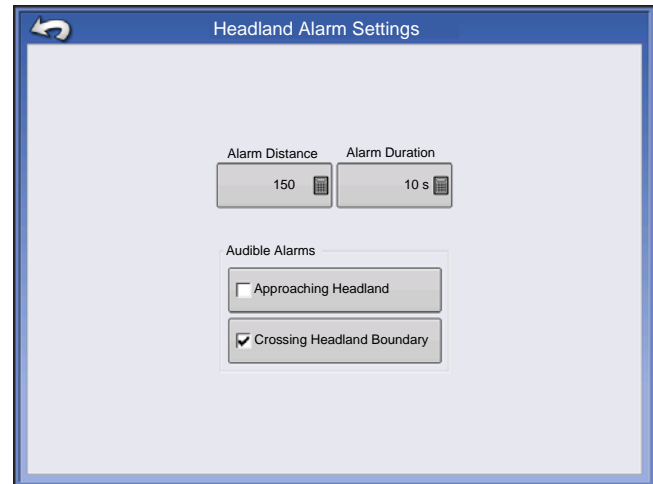 Headland Alarm Settings
Alarm Distance Alarm Duration
150 10 s
Audible Alarms
Approaching Headland
Crossing Headland Boundary